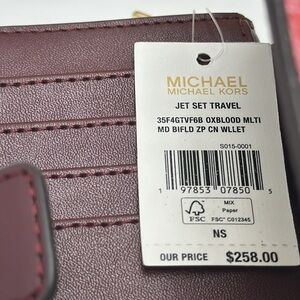 MICHAEL
MICHAEL KORS
JET SET TRAVEL
35F4GTVF6B OXBLOOD MLTI
MD BIFLD ZP CN WLLET
S015-0001
1 97853 07850 5
MIX
Paper
FSC FSC® C012345
NS
OUR PRICE $258.00